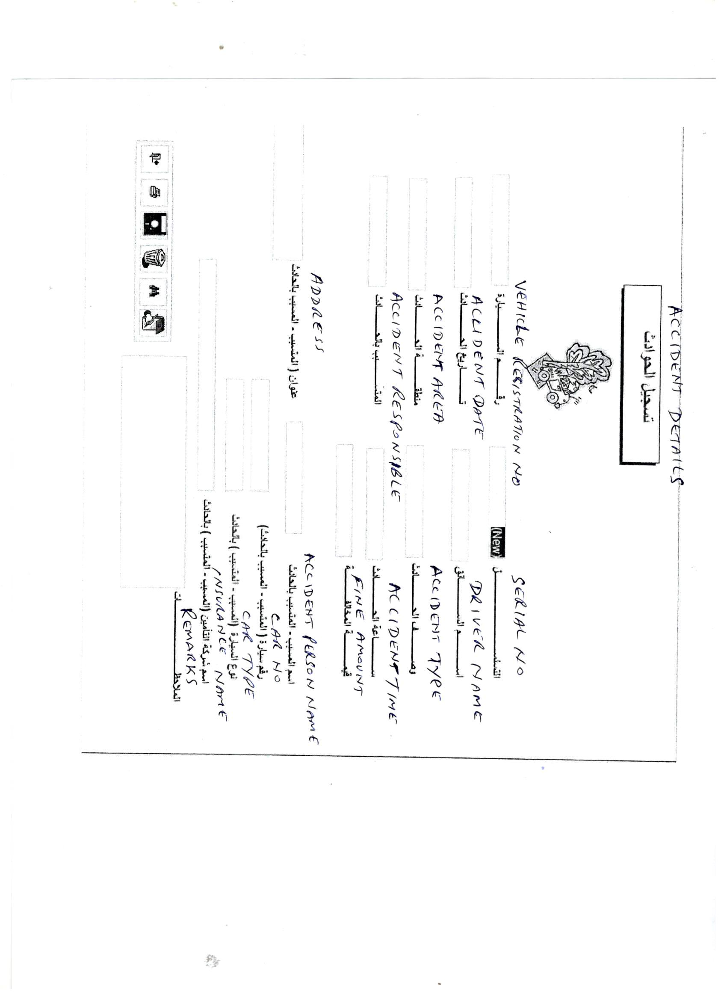 ACCIDENT DETAILS
تسجيل الحوادث
SERIAL NO
VEHICLE REGISTRATION NO
التسلسل
(New)
رقم السيارة
DRIVER NAME
ACCIDENT DATE
اسم السائق
تاريخ الحادث
ACCIDENT TYPE
ACCIDENT AREA
وصف الحادث
منطقة الحادث
ACCIDENT TIME
ACCIDENT RESPONSIBLE
ساعة الحادث
المتسبب بالحادث
FINE AMOUNT
قيمة المخالفة
ACCIDENT PERSON NAME
ADDRESS
اسم المسبب - المتسبب بالحادث
عنوان ( المتسبب - المسبب بالحادث
CAR NO
رقم سيارة ( المتسبب - المسبب بالحادث)
CAR TYPE
نوع السيارة (المسبب - المتسبب ) بالحادث
INSURANCE NAME
اسم شركة التأمين (المسبب - المتسبب ) بالحادث
REMARKS
الملاحظات